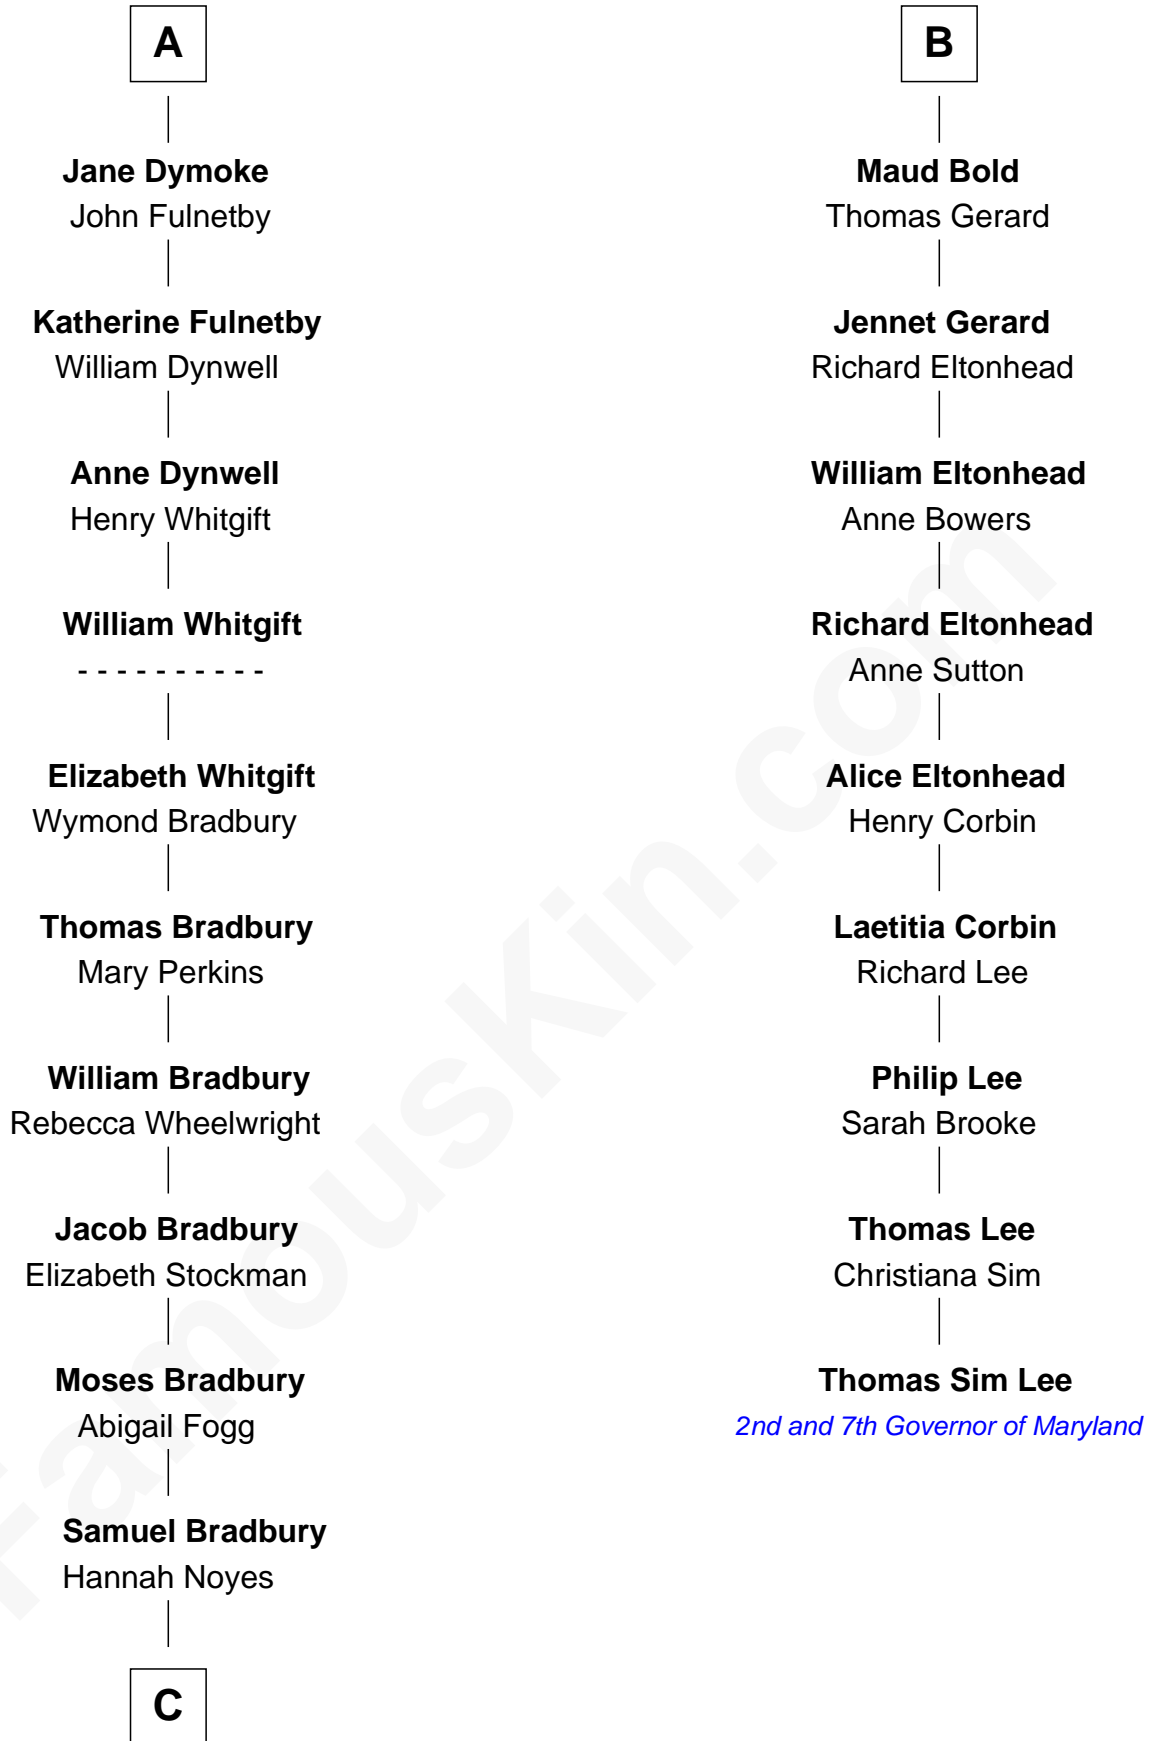 A
Jane Dymoke
John Fulnetby
Katherine Fulnetby
William Dynwell
Anne Dynwell
Henry Whitgift
William Whitgift
- - - - - - - - - -
Elizabeth Whitgift
Wymond Bradbury
Thomas Bradbury
Mary Perkins
William Bradbury
Rebecca Wheelwright
Jacob Bradbury
Elizabeth Stockman
Moses Bradbury
Abigail Fogg
Samuel Bradbury
Hannah Noyes
C
B
Maud Bold
Thomas Gerard
Jennet Gerard
Richard Eltonhead
William Eltonhead
Anne Bowers
Richard Eltonhead
Anne Sutton
Alice Eltonhead
Henry Corbin
Laetitia Corbin
Richard Lee
Philip Lee
Sarah Brooke
Thomas Lee
Christiana Sim
Thomas Sim Lee
2nd and 7th Governor of Maryland
FamousKin.com